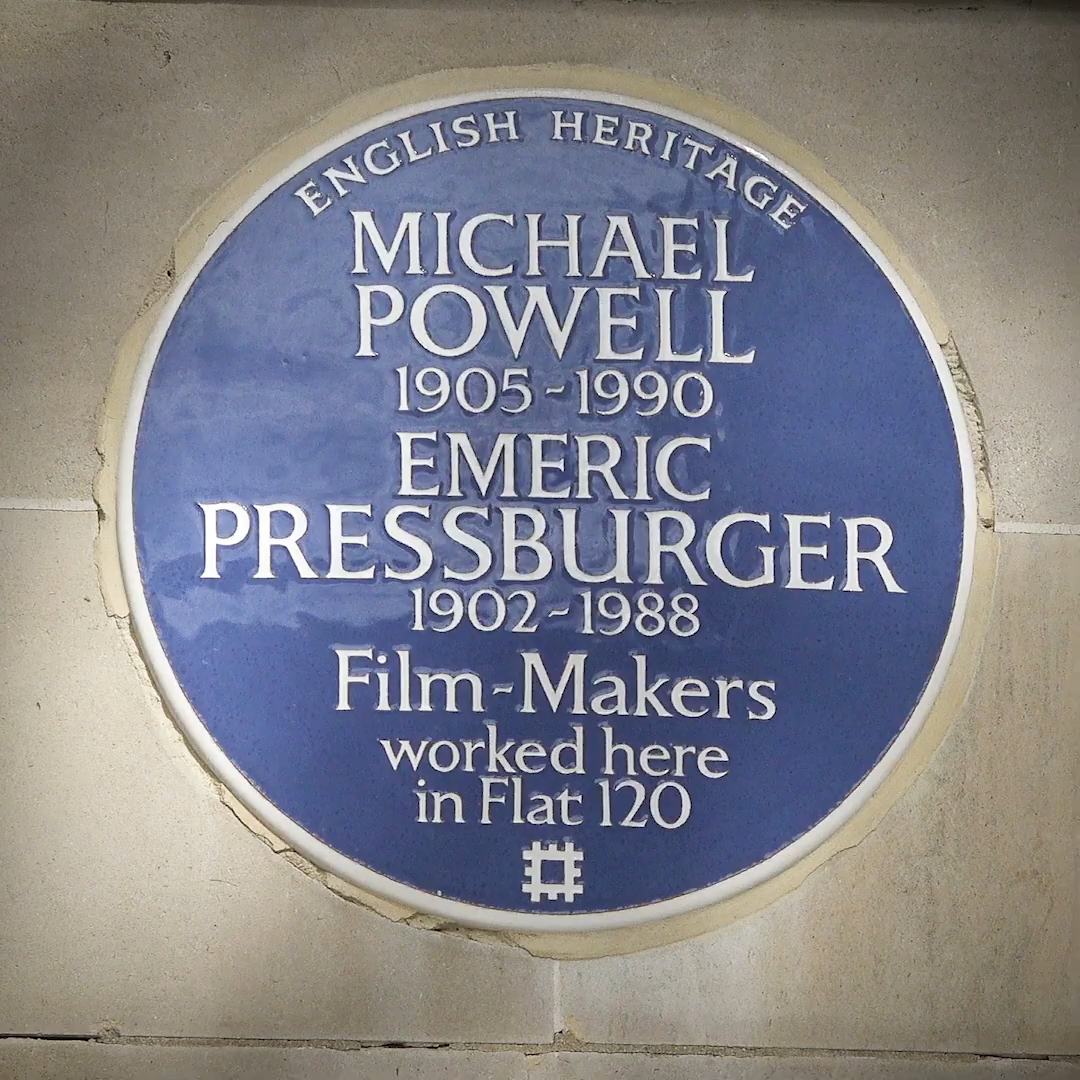 ENGLISH HERITAGE
MICHAEL
POWELL
1905-1990
EMERIC
PRESSBURGER
1902-1988
Film-Makers
worked here
in Flat 120